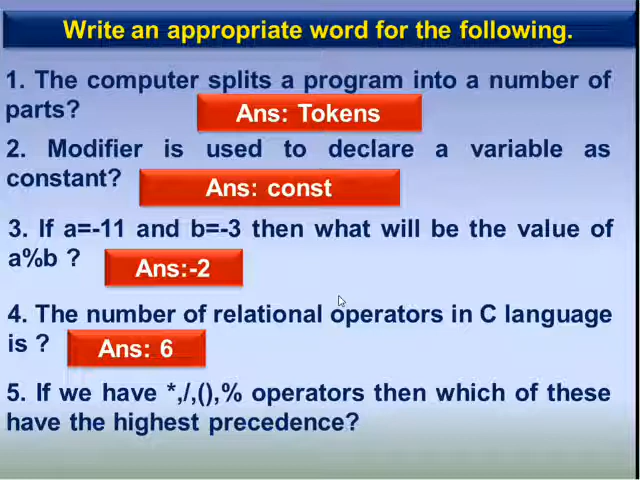 Write an appropriate word for the following.
1. The computer splits a program into a number of
parts?
Ans: Tokens
2. Modifier is used to declare a variable as
constant?
Ans: const
3. If a=-11 and b=-3 then what will be the value of
a%b ?
Ans:-2
4. The number of relational operators in C language
is ?
Ans: 6
5. If we have *,/,(),% operators then which of these
have the highest precedence?